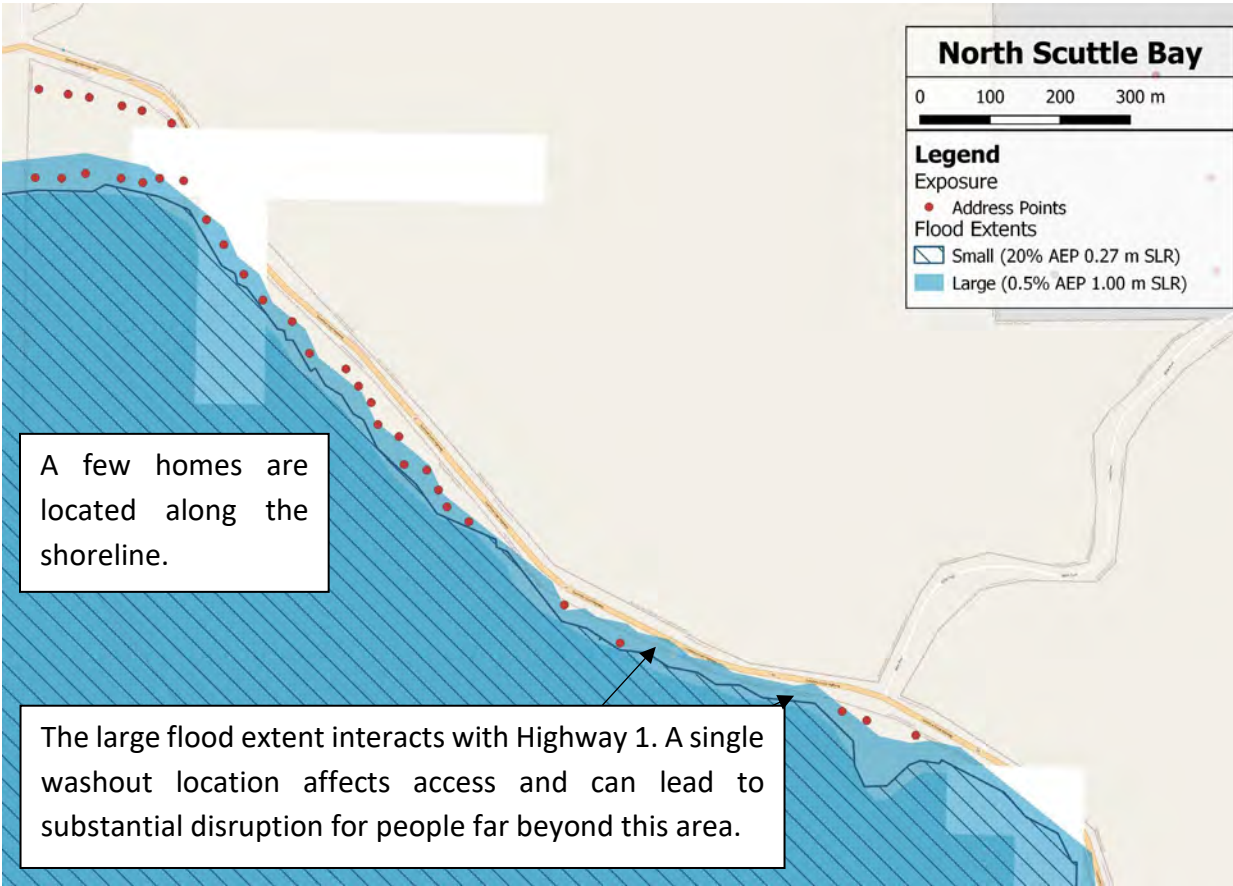 North Scuttle Bay
0 100 200 300 m
Legend
Exposure
Address Points
Flood Extents
Small (20% AEP 0.27 m SLR)
Large (0.5% AEP 1.00 m SLR)
A few homes are
located along the
shoreline.
The large flood extent interacts with Highway 1. A single
washout location affects access and can lead to
substantial disruption for people far beyond this area.